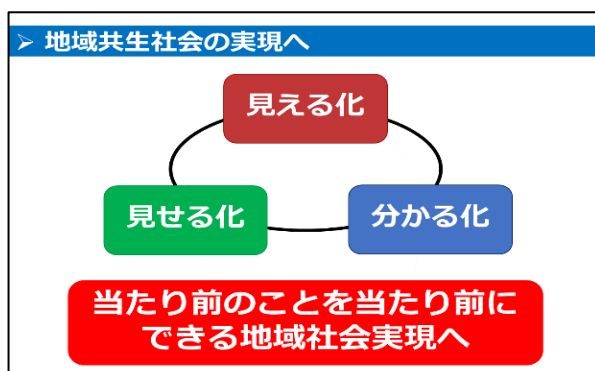 ➢ 地域共生社会の実現へ
見える化
見せる化
分かる化
当たり前のことを当たり前に
できる地域社会実現へ